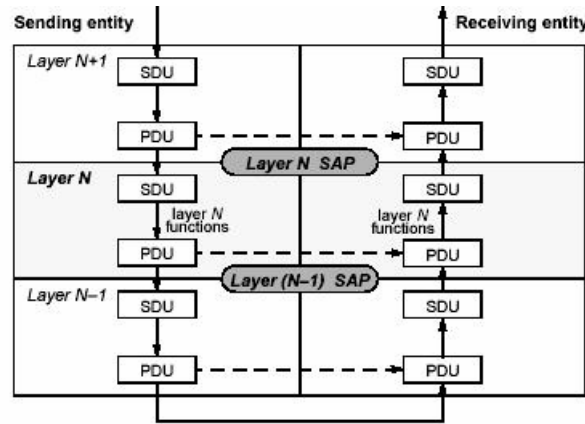 Sending entity
Receiving entity
Layer N+1
SDU
SDU
PDU
PDU
Layer N SAP
Layer N
SDU
SDU
layer N
functions
layer N
functions
PDU
PDU
Layer (N–1) SAP
Layer N–1
SDU
SDU
PDU
PDU